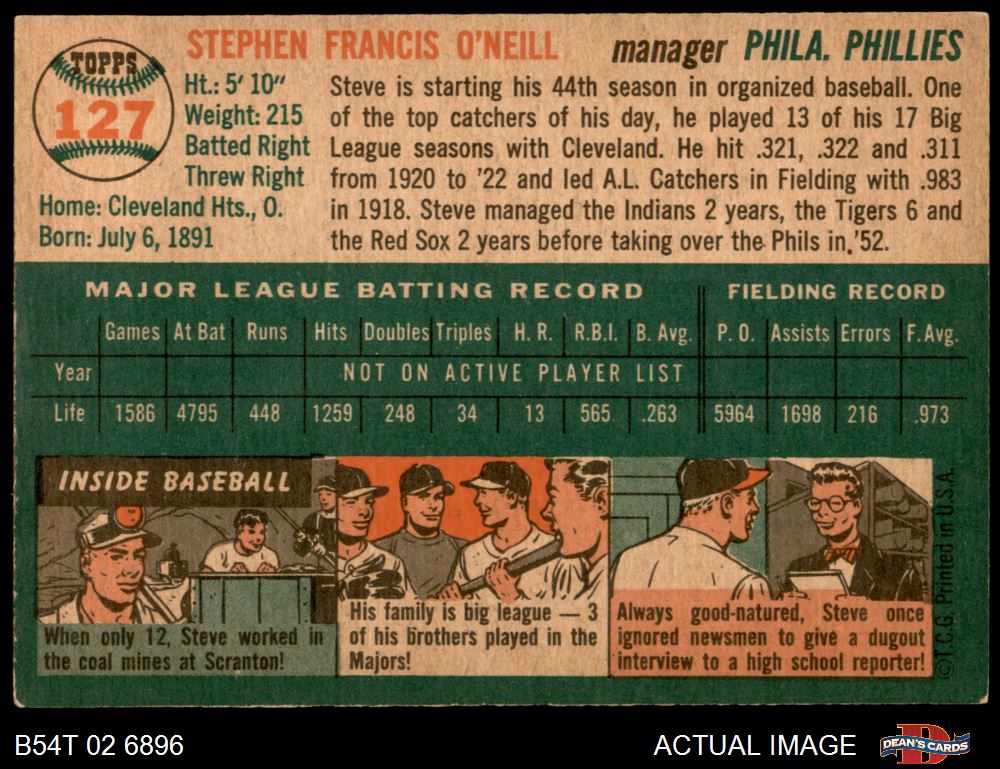 TOPPS
127
STEPHEN FRANCIS O'NEILL
manager PHILA. PHILLIES
Ht.: 5' 10"
Weight: 215
Batted Right
Threw Right
Home: Cleveland Hts., O.
Born: July 6, 1891
Steve is starting his 44th season in organized baseball. One
of the top catchers of his day, he played 13 of his 17 Big
League seasons with Cleveland. He hit .321, .322 and .311
from 1920 to '22 and led A.L. Catchers in Fielding with .983
in 1918. Steve managed the Indians 2 years, the Tigers 6 and
the Red Sox 2 years before taking over the Phils in '52.
MAJOR LEAGUE BATTING RECORD FIELDING RECORD
Games At Bat Runs Hits Doubles Triples H. R. R.B.I. B. Avg. P. O. Assists Errors F. Avg.
Year NOT ON ACTIVE PLAYER LIST
Life 1586 4795 448 1259 248 34 13 565 .263 5964 1698 216 .973
INSIDE BASEBALL
When only 12, Steve worked in
the coal mines at Scranton!
His family is big league — 3
of his brothers played in the
Majors!
Always good-natured, Steve once
ignored newsmen to give a dugout
interview to a high school reporter!
©T.C.G. Printed in U.S.A.
B54T 02 6896
ACTUAL IMAGE
DEAN'S CARDS